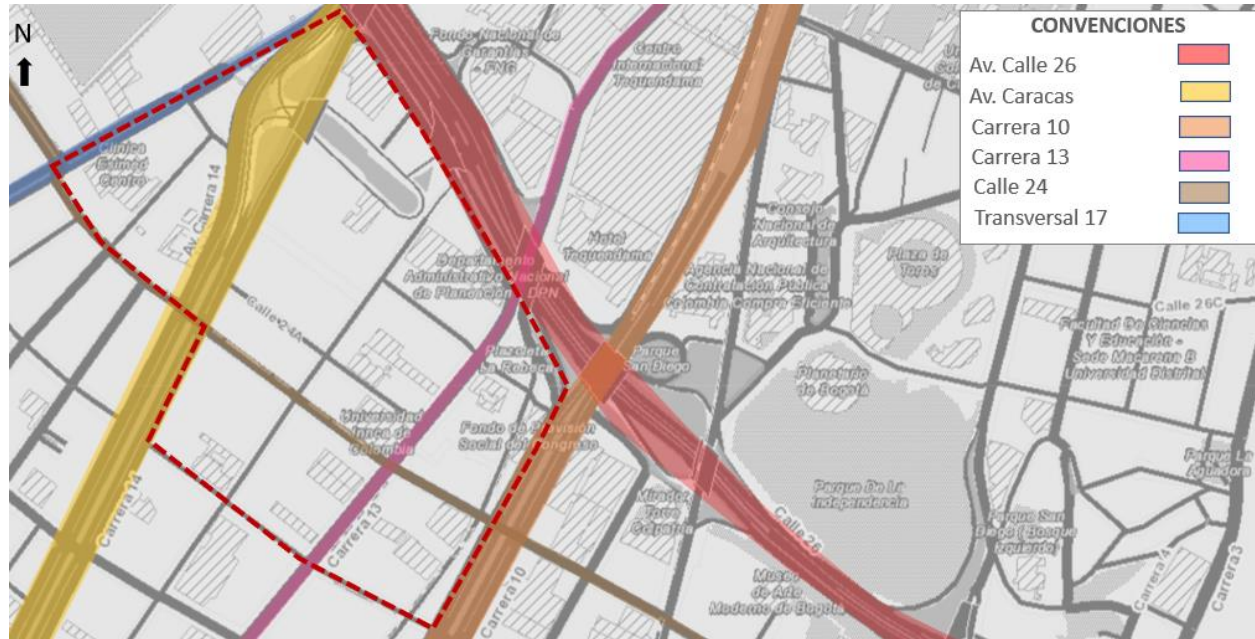 N
CONVENCIONES
Av. Calle 26
Av. Caracas
Carrera 10
Carrera 13
Calle 24
Transversal 17
Fondo Nacional de
Garantía
- FNG
Centro
Internacional
Tequendama
Clínica
Esimed
Centro
Av. Carrera 14
Departamento
Administrativo Nacional
de Planeación DPN
Hotel
Tequendama
Consejo
Nacional de
Arquitectura
Plaza de
Toros
Agencia Nacional de
Contratación Pública
Colombia Compra Eficiente
Calle 26C
Facultad De Ciencias
Y Educación -
Sede Macarena B
Universidad Distrital
Calle 24A
Plazoleta
La Rebeca
Parque
San Diego
Planetario
de Bogotá
Universidad
Incca de
Colombia
Fondo de Previsión
Social del Congreso
Parque La
Aguadora
Mirador
Torre
Colpatria
Parque De La
Independencia
Carrera 14
Carrera 13
Calle 26
Parque San
Diego (Bosque
Izquierdo)
Carrera 10
Museo
de Arte
Moderno de Bogotá
Carrera 4
Carrera 3